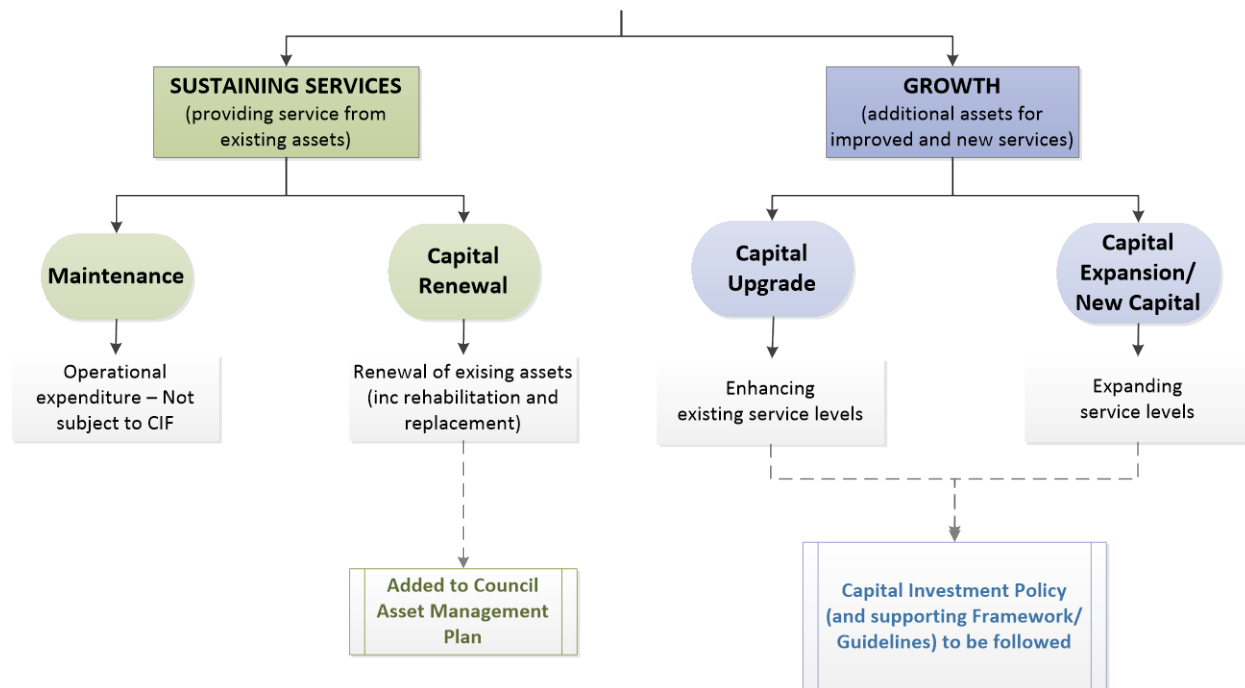 SUSTAINING SERVICES
(providing service from
existing assets)
GROWTH
(additional assets for
improved and new services)
Maintenance
Capital
Renewal
Capital
Upgrade
Capital
Expansion/
New Capital
Operational
expenditure – Not
subject to CIF
Renewal of exising assets
(inc rehabilitation and
replacement)
Enhancing
existing service levels
Expanding
service levels
Added to Council
Asset Management
Plan
Capital Investment Policy
(and supporting Framework/
Guidelines) to be followed